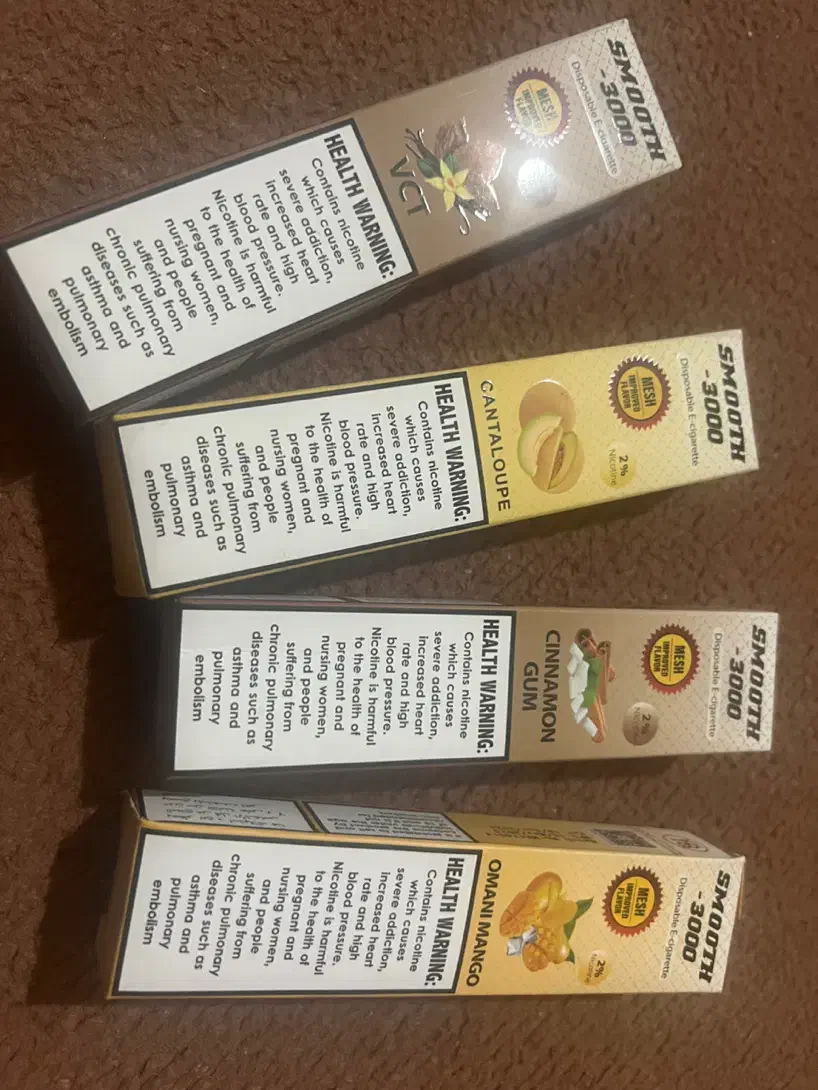 SMOOTH
-3000
Disposable E-cigarette
MESH
IMPROVED
FLAVOR
VCT
HEALTH WARNING:
Contains nicotine
which causes
severe addiction,
increased heart
rate and high
blood pressure.
Nicotine is harmful
to the health of
pregnant and
nursing women,
and people
suffering from
chronic pulmonary
diseases such as
asthma and
pulmonary
embolism
SMOOTH
-3000
Disposable E-cigarette
MESH
IMPROVED
FLAVOR
2%
Nicotine
CANTALOUPE
HEALTH WARNING:
Contains nicotine
which causes
severe addiction,
increased heart
rate and high
blood pressure.
Nicotine is harmful
to the health of
pregnant and
nursing women,
and people
suffering from
chronic pulmonary
diseases such as
asthma and
pulmonary
embolism
SMOOTH
-3000
Disposable E-cigarette
MESH
IMPROVED
FLAVOR
2%
CINNAMON
GUM
HEALTH WARNING:
Contains nicotine
which causes
severe addiction,
increased heart
rate and high
blood pressure.
Nicotine is harmful
to the health of
pregnant and
nursing women,
and people
suffering from
chronic pulmonary
diseases such as
asthma and
pulmonary
embolism
SMOOTH
-3000
Disposable E-cigarette
MESH
IMPROVED
FLAVOR
2%
Nicotine
OMANI MANGO
HEALTH WARNING:
Contains nicotine
which causes
severe addiction,
increased heart
rate and high
blood pressure.
Nicotine is harmful
to the health of
pregnant and
nursing women,
and people
suffering from
chronic pulmonary
diseases such as
asthma and
pulmonary
embolism